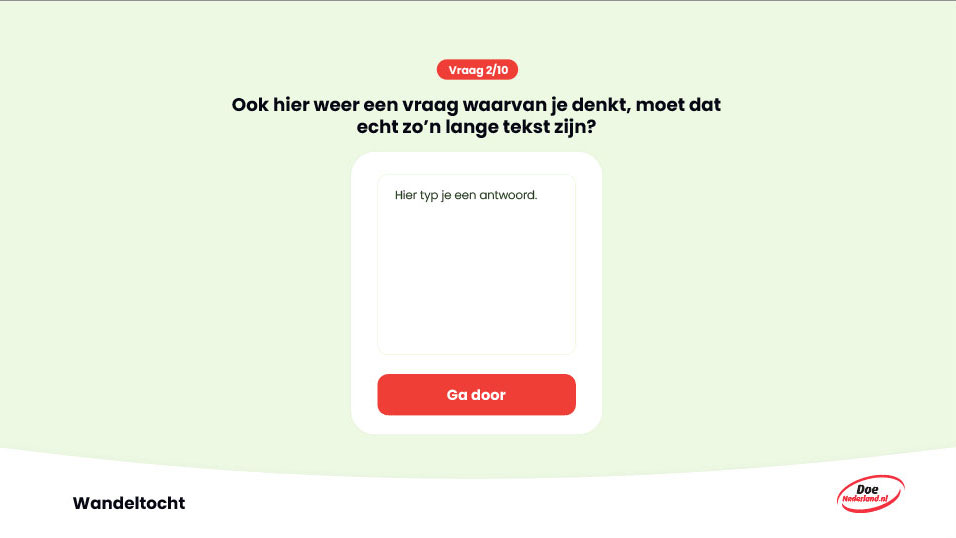 Vraag 2/10
Ook hier weer een vraag waarvan je denkt, moet dat
echt zo’n lange tekst zijn?
Hier typ je een antwoord.
Ga door
Wandeltocht
Doe
Nederland.nl